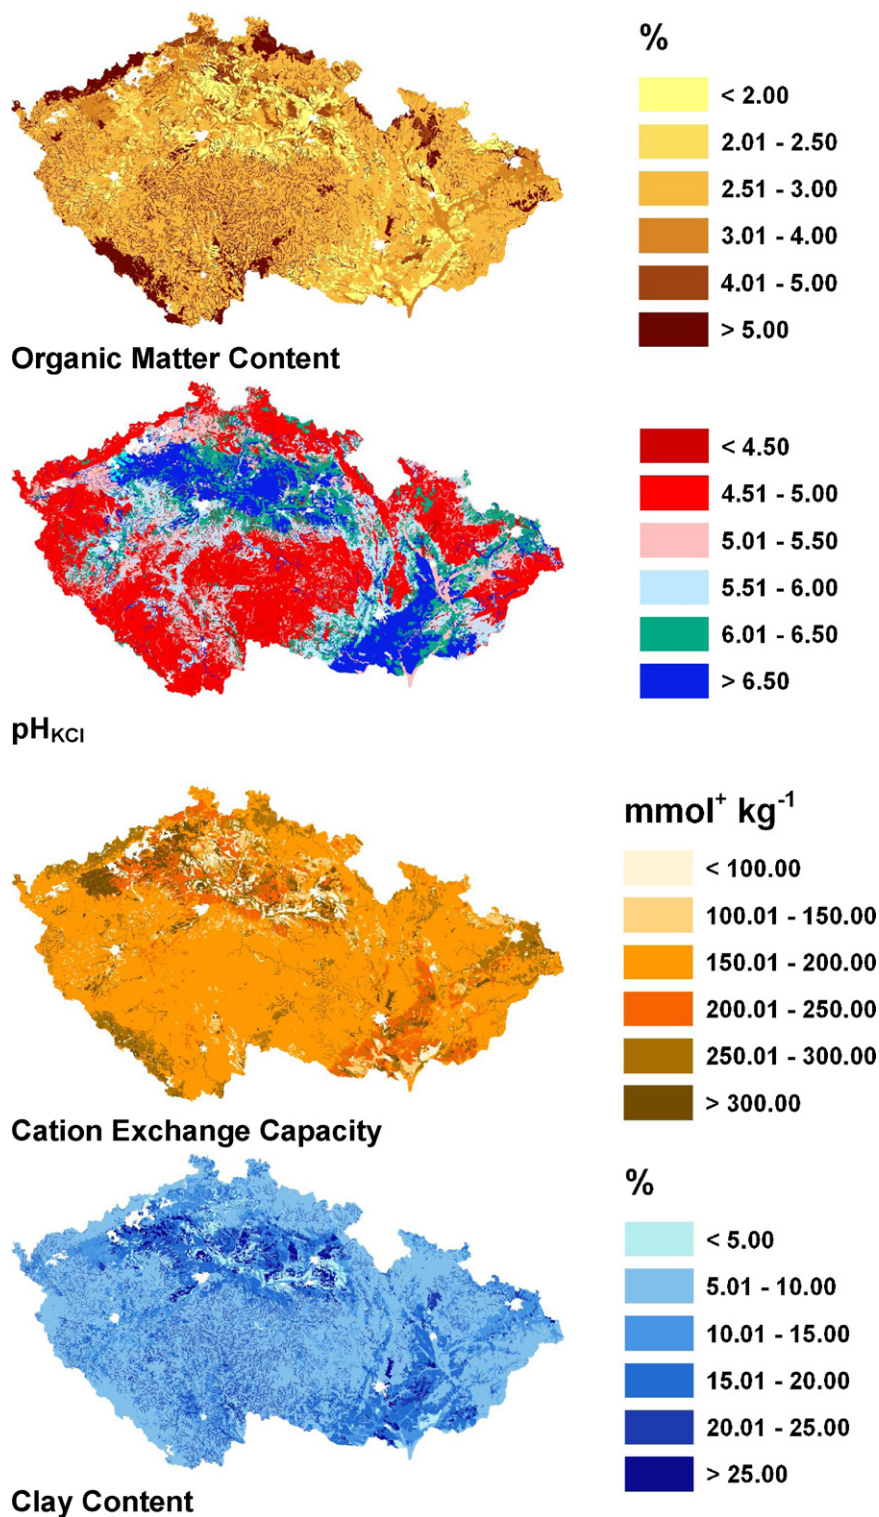 %
< 2.00
2.01 - 2.50
2.51 - 3.00
3.01 - 4.00
4.01 - 5.00
> 5.00
Organic Matter Content
< 4.50
4.51 - 5.00
5.01 - 5.50
5.51 - 6.00
6.01 - 6.50
> 6.50
pHKCl
mmol⁺ kg⁻¹
< 100.00
100.01 - 150.00
150.01 - 200.00
200.01 - 250.00
250.01 - 300.00
> 300.00
Cation Exchange Capacity
%
< 5.00
5.01 - 10.00
10.01 - 15.00
15.01 - 20.00
20.01 - 25.00
> 25.00
Clay Content